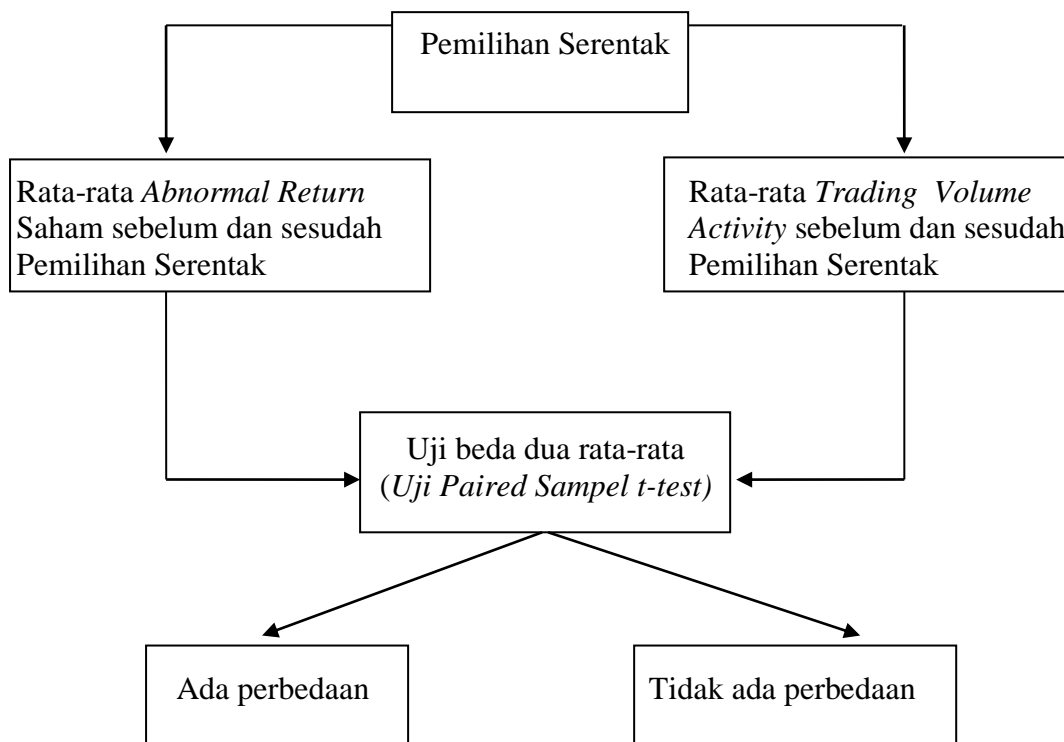 Pemilihan Serentak
Rata-rata Abnormal Return
Saham sebelum dan sesudah
Pemilihan Serentak
Rata-rata Trading  Volume
Activity sebelum dan sesudah
Pemilihan Serentak
Uji beda dua rata-rata
(Uji Paired Sampel t-test)
Ada perbedaan
Tidak ada perbedaan